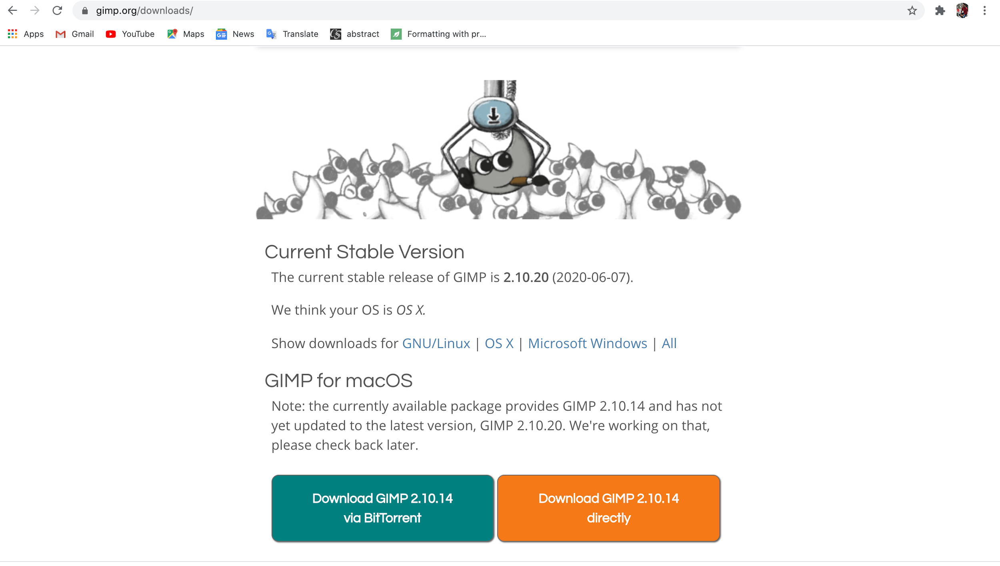 gimp.org/downloads/
Apps Gmail YouTube Maps News Translate abstract Formatting with pr...
Current Stable Version
The current stable release of GIMP is 2.10.20 (2020-06-07).
We think your OS is OS X.
Show downloads for GNU/Linux | OS X | Microsoft Windows | All
GIMP for macOS
Note: the currently available package provides GIMP 2.10.14 and has not
yet updated to the latest version, GIMP 2.10.20. We're working on that,
please check back later.
Download GIMP 2.10.14
via BitTorrent
Download GIMP 2.10.14
directly